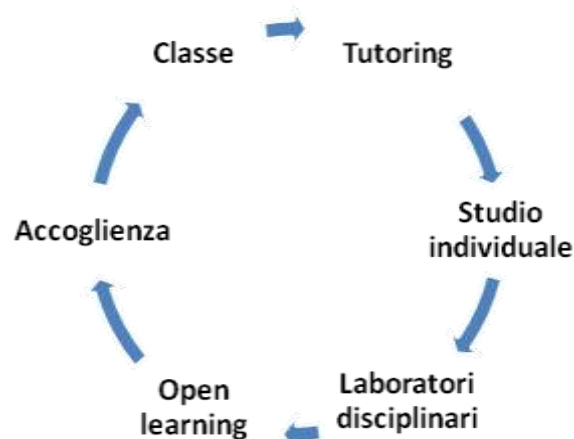 Classe
Tutoring
Studio
individuale
Laboratori
disciplinari
Open
learning
Accoglienza